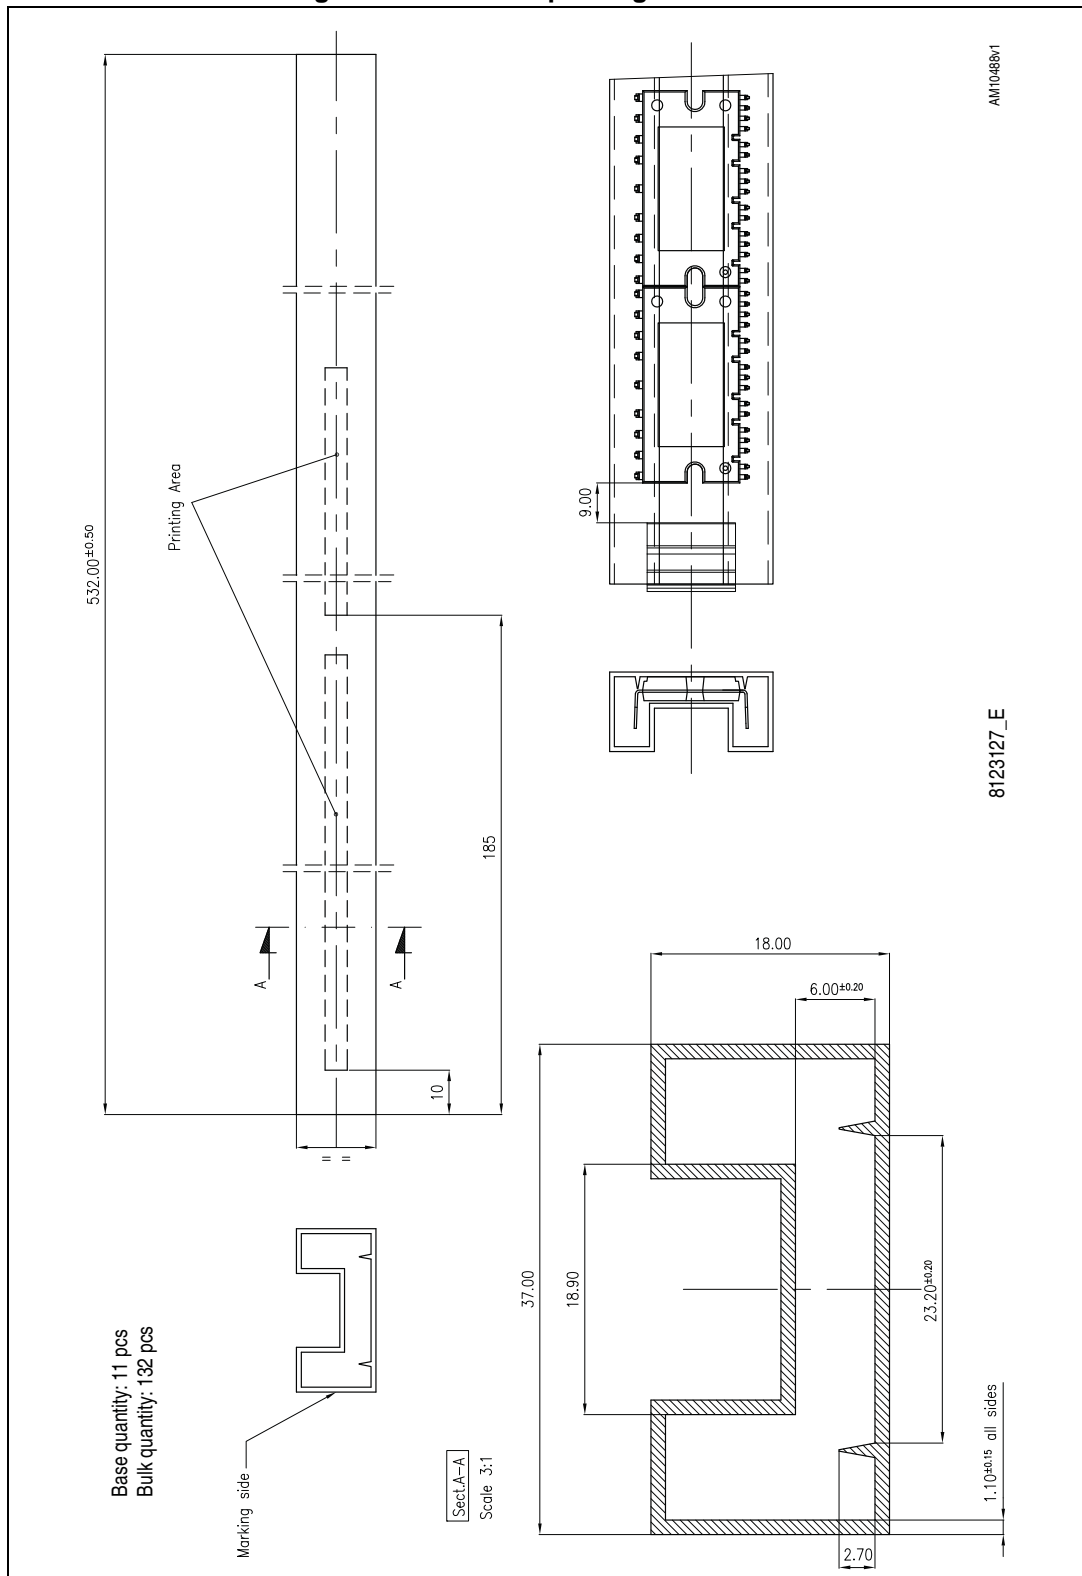 AM10488v1
532.00±0.50
Printing Area
185
10
A
A
= =
9.00
8123127_E
Base quantity: 11 pcs
Bulk quantity: 132 pcs
Marking side
Sect.A-A
Scale 3:1
18.00
6.00±0.20
37.00
18.90
23.20±0.20
1.10±0.15 all sides
2.70